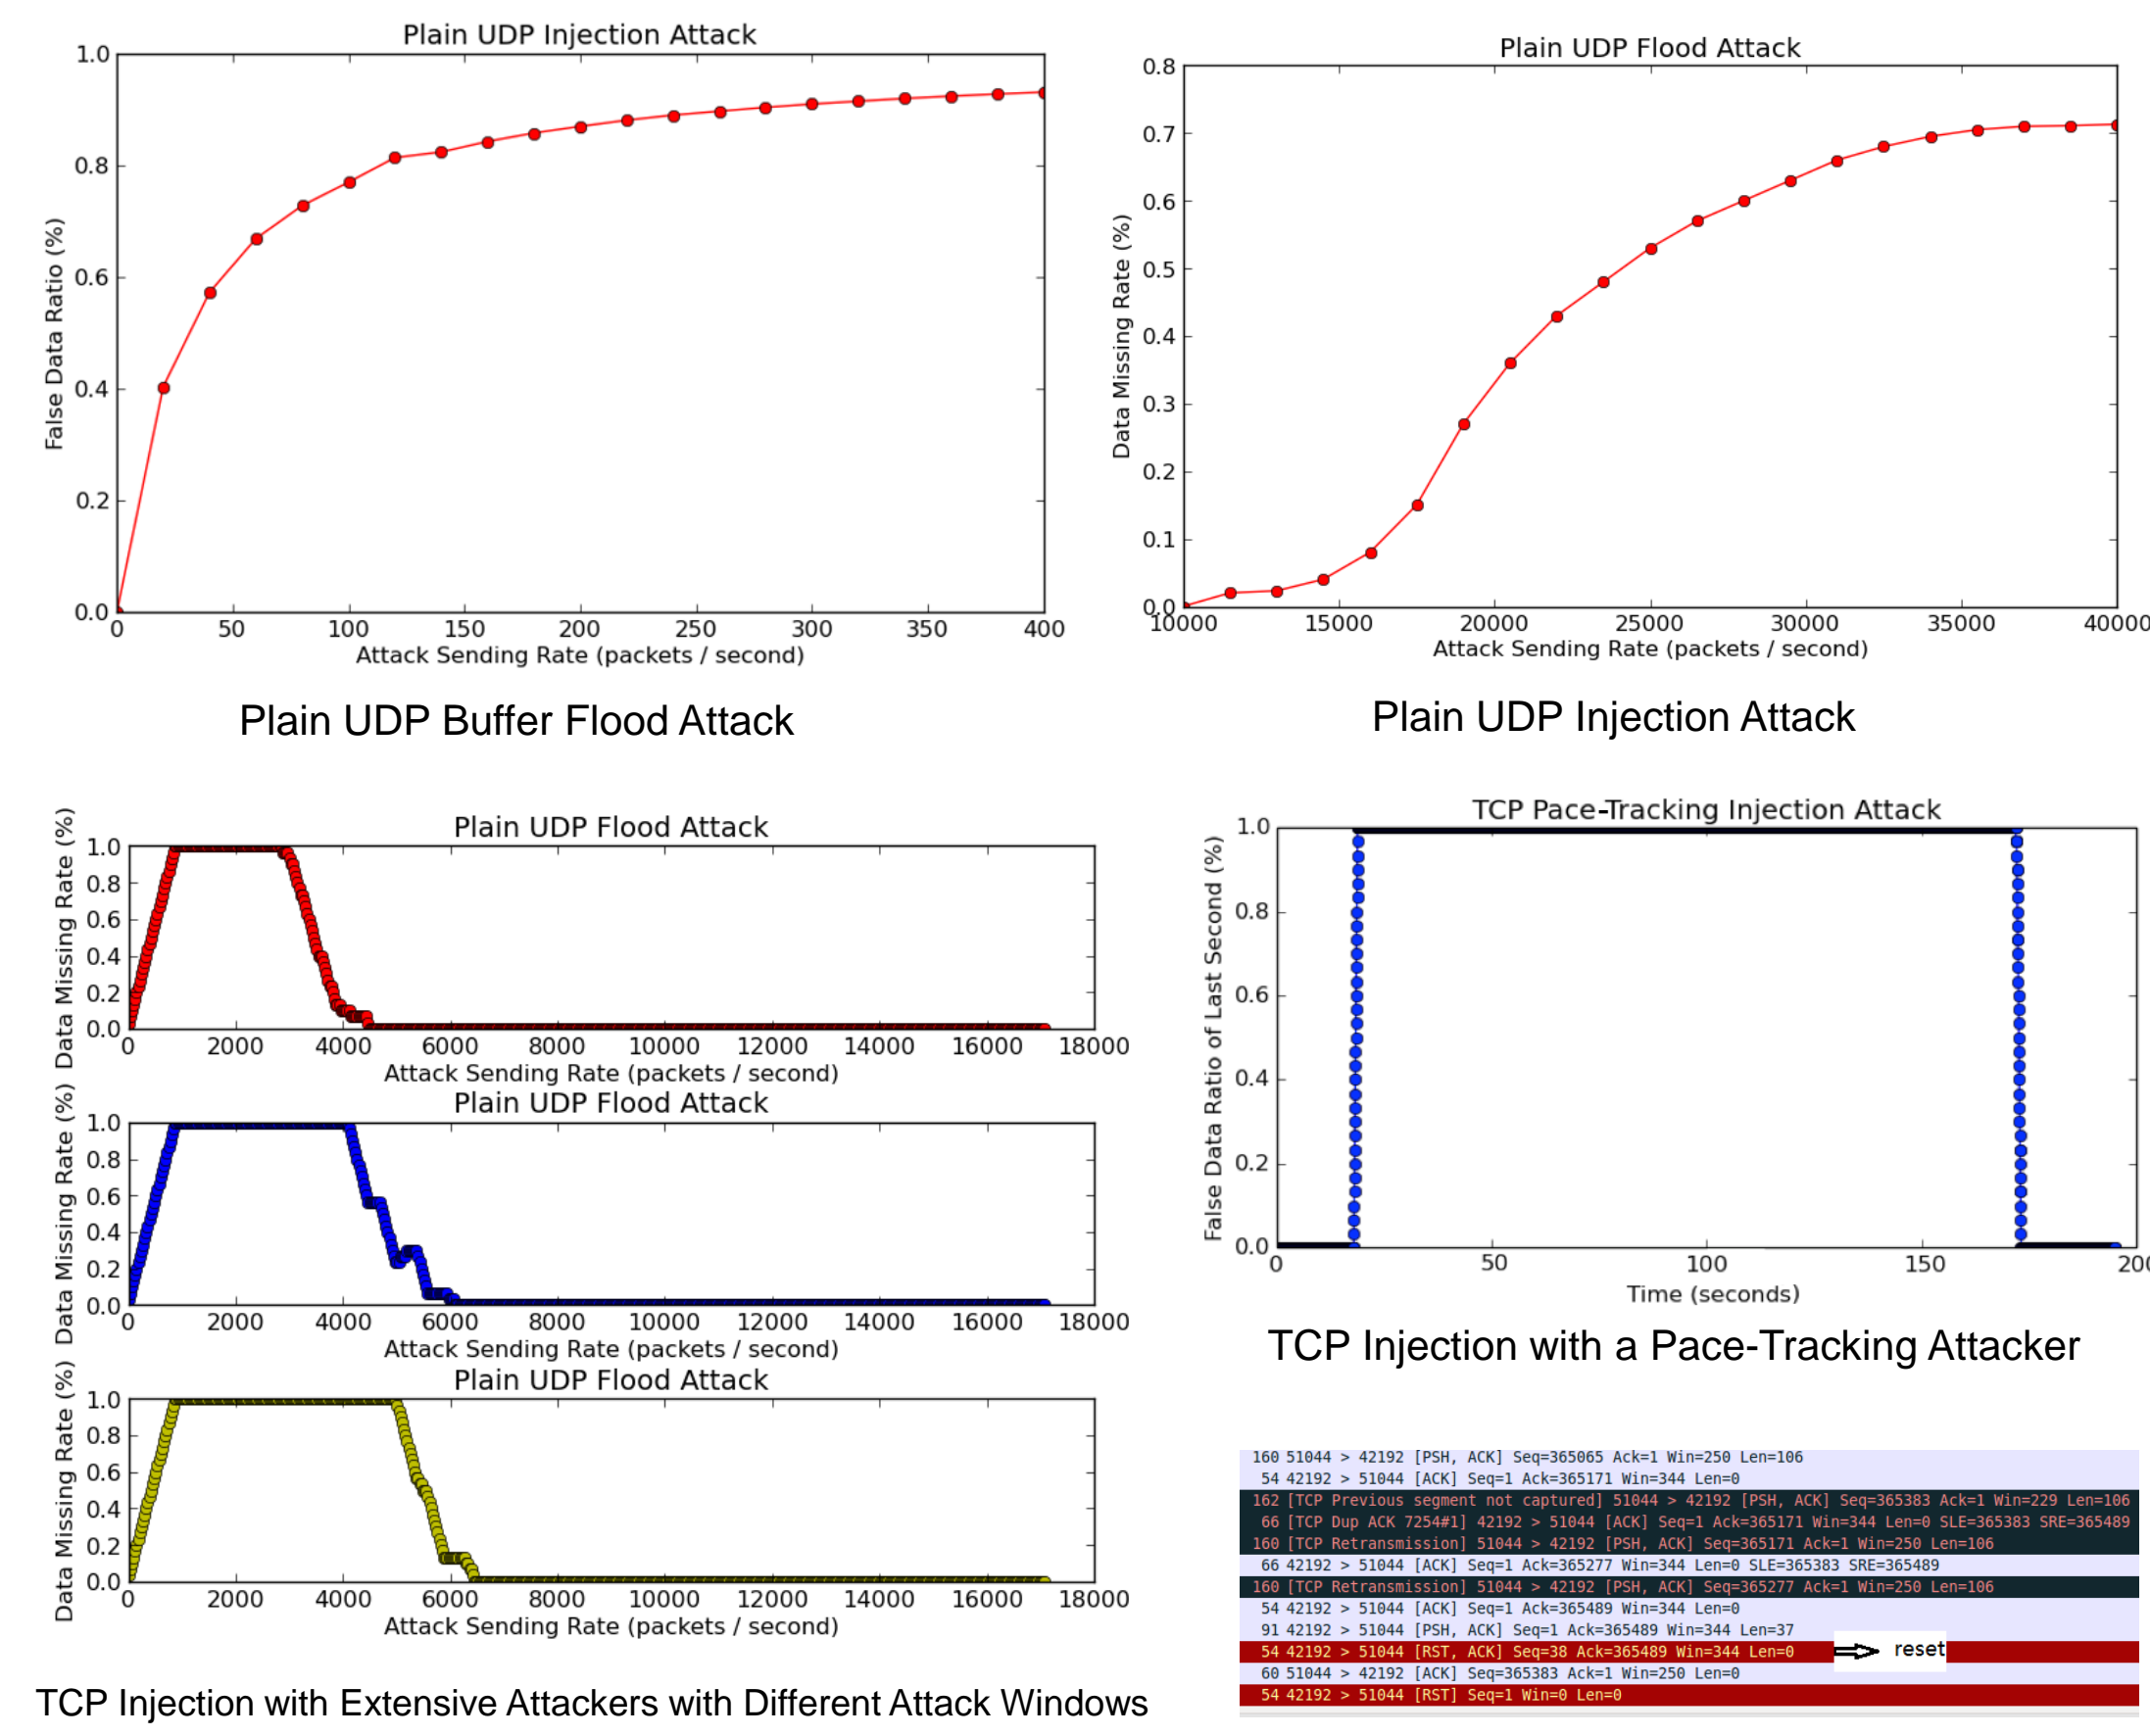 Plain UDP Injection Attack
1.0
0.8
0.6
0.4
0.2
0.0
False Data Ratio (%)
0 50 100 150 200 250 300 350 400
Attack Sending Rate (packets / second)
Plain UDP Buffer Flood Attack
Plain UDP Flood Attack
0.8
0.7
0.6
0.5
0.4
0.3
0.2
0.1
0.0
Data Missing Rate (%)
10000 15000 20000 25000 30000 35000 40000
Attack Sending Rate (packets / second)
Plain UDP Injection Attack
Plain UDP Flood Attack
1.0
0.8
0.6
0.4
0.2
0.0
Data Missing Rate (%)
0 2000 4000 6000 8000 10000 12000 14000 16000 18000
Attack Sending Rate (packets / second)
Plain UDP Flood Attack
1.0
0.8
0.6
0.4
0.2
0.0
Data Missing Rate (%)
0 2000 4000 6000 8000 10000 12000 14000 16000 18000
Attack Sending Rate (packets / second)
Plain UDP Flood Attack
1.0
0.8
0.6
0.4
0.2
0.0
Data Missing Rate (%)
0 2000 4000 6000 8000 10000 12000 14000 16000 18000
Attack Sending Rate (packets / second)
TCP Injection with Extensive Attackers with Different Attack Windows
TCP Pace-Tracking Injection Attack
1.0
0.8
0.6
0.4
0.2
0.0
False Data Ratio of Last Second (%)
0 50 100 150 200
Time (seconds)
TCP Injection with a Pace-Tracking Attacker
160 51044 > 42192 [PSH, ACK] Seq=365065 Ack=1 Win=250 Len=106
54 42192 > 51044 [ACK] Seq=1 Ack=365171 Win=344 Len=0
162 [TCP Previous segment not captured] 51044 > 42192 [PSH, ACK] Seq=365383 Ack=1 Win=229 Len=106
66 [TCP Dup ACK 7254#1] 42192 > 51044 [ACK] Seq=1 Ack=365171 Win=344 Len=0 SLE=365383 SRE=365489
160 [TCP Retransmission] 51044 > 42192 [PSH, ACK] Seq=365171 Ack=1 Win=250 Len=106
66 42192 > 51044 [ACK] Seq=1 Ack=365277 Win=344 Len=0 SLE=365383 SRE=365489
160 [TCP Retransmission] 51044 > 42192 [PSH, ACK] Seq=365277 Ack=1 Win=250 Len=106
54 42192 > 51044 [ACK] Seq=1 Ack=365489 Win=344 Len=0
91 42192 > 51044 [PSH, ACK] Seq=1 Ack=365489 Win=344 Len=37
54 42192 > 51044 [RST, ACK] Seq=38 Ack=365489 Win=344 Len=0 reset
60 51044 > 42192 [ACK] Seq=365383 Ack=1 Win=250 Len=0
54 42192 > 51044 [RST] Seq=1 Win=0 Len=0